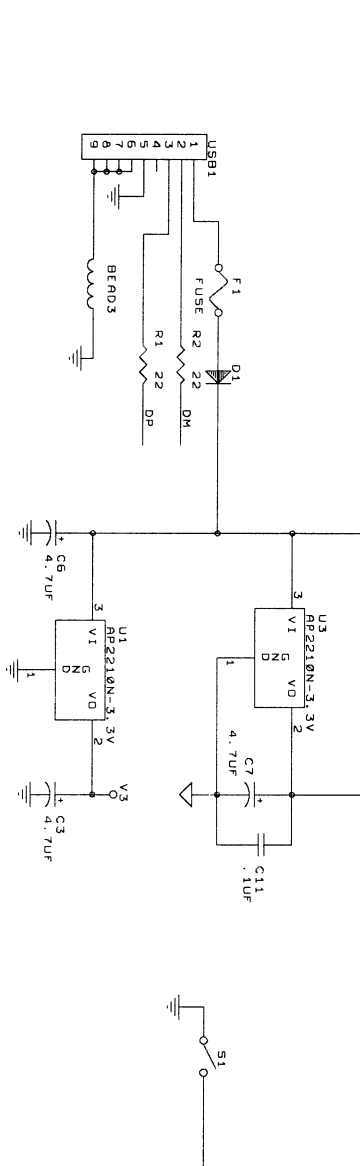 USB1
1
2
3
4
5
6
7
8
9
F1
FUSE
BEAD3
R2
22
R1
22
D1
DM
DP
C6
4.7UF
U1
AP2210N-3.3V
3
VI
GND
VO
1
2
U3
AP2210N-3.3V
3
VI
GND
VO
1
2
V3
C3
4.7UF
C7
4.7UF
C11
.1UF
S1